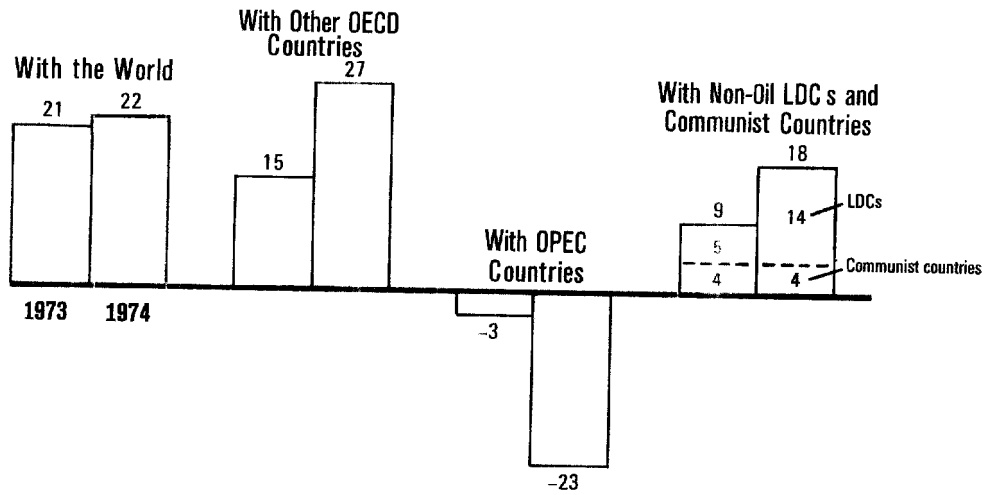 With the World
21
22
1973
1974
With Other OECD
Countries
15
27
With OPEC
Countries
-3
-23
With Non-Oil LDCs and
Communist Countries
9
5
4
18
14
4
LDCs
Communist countries